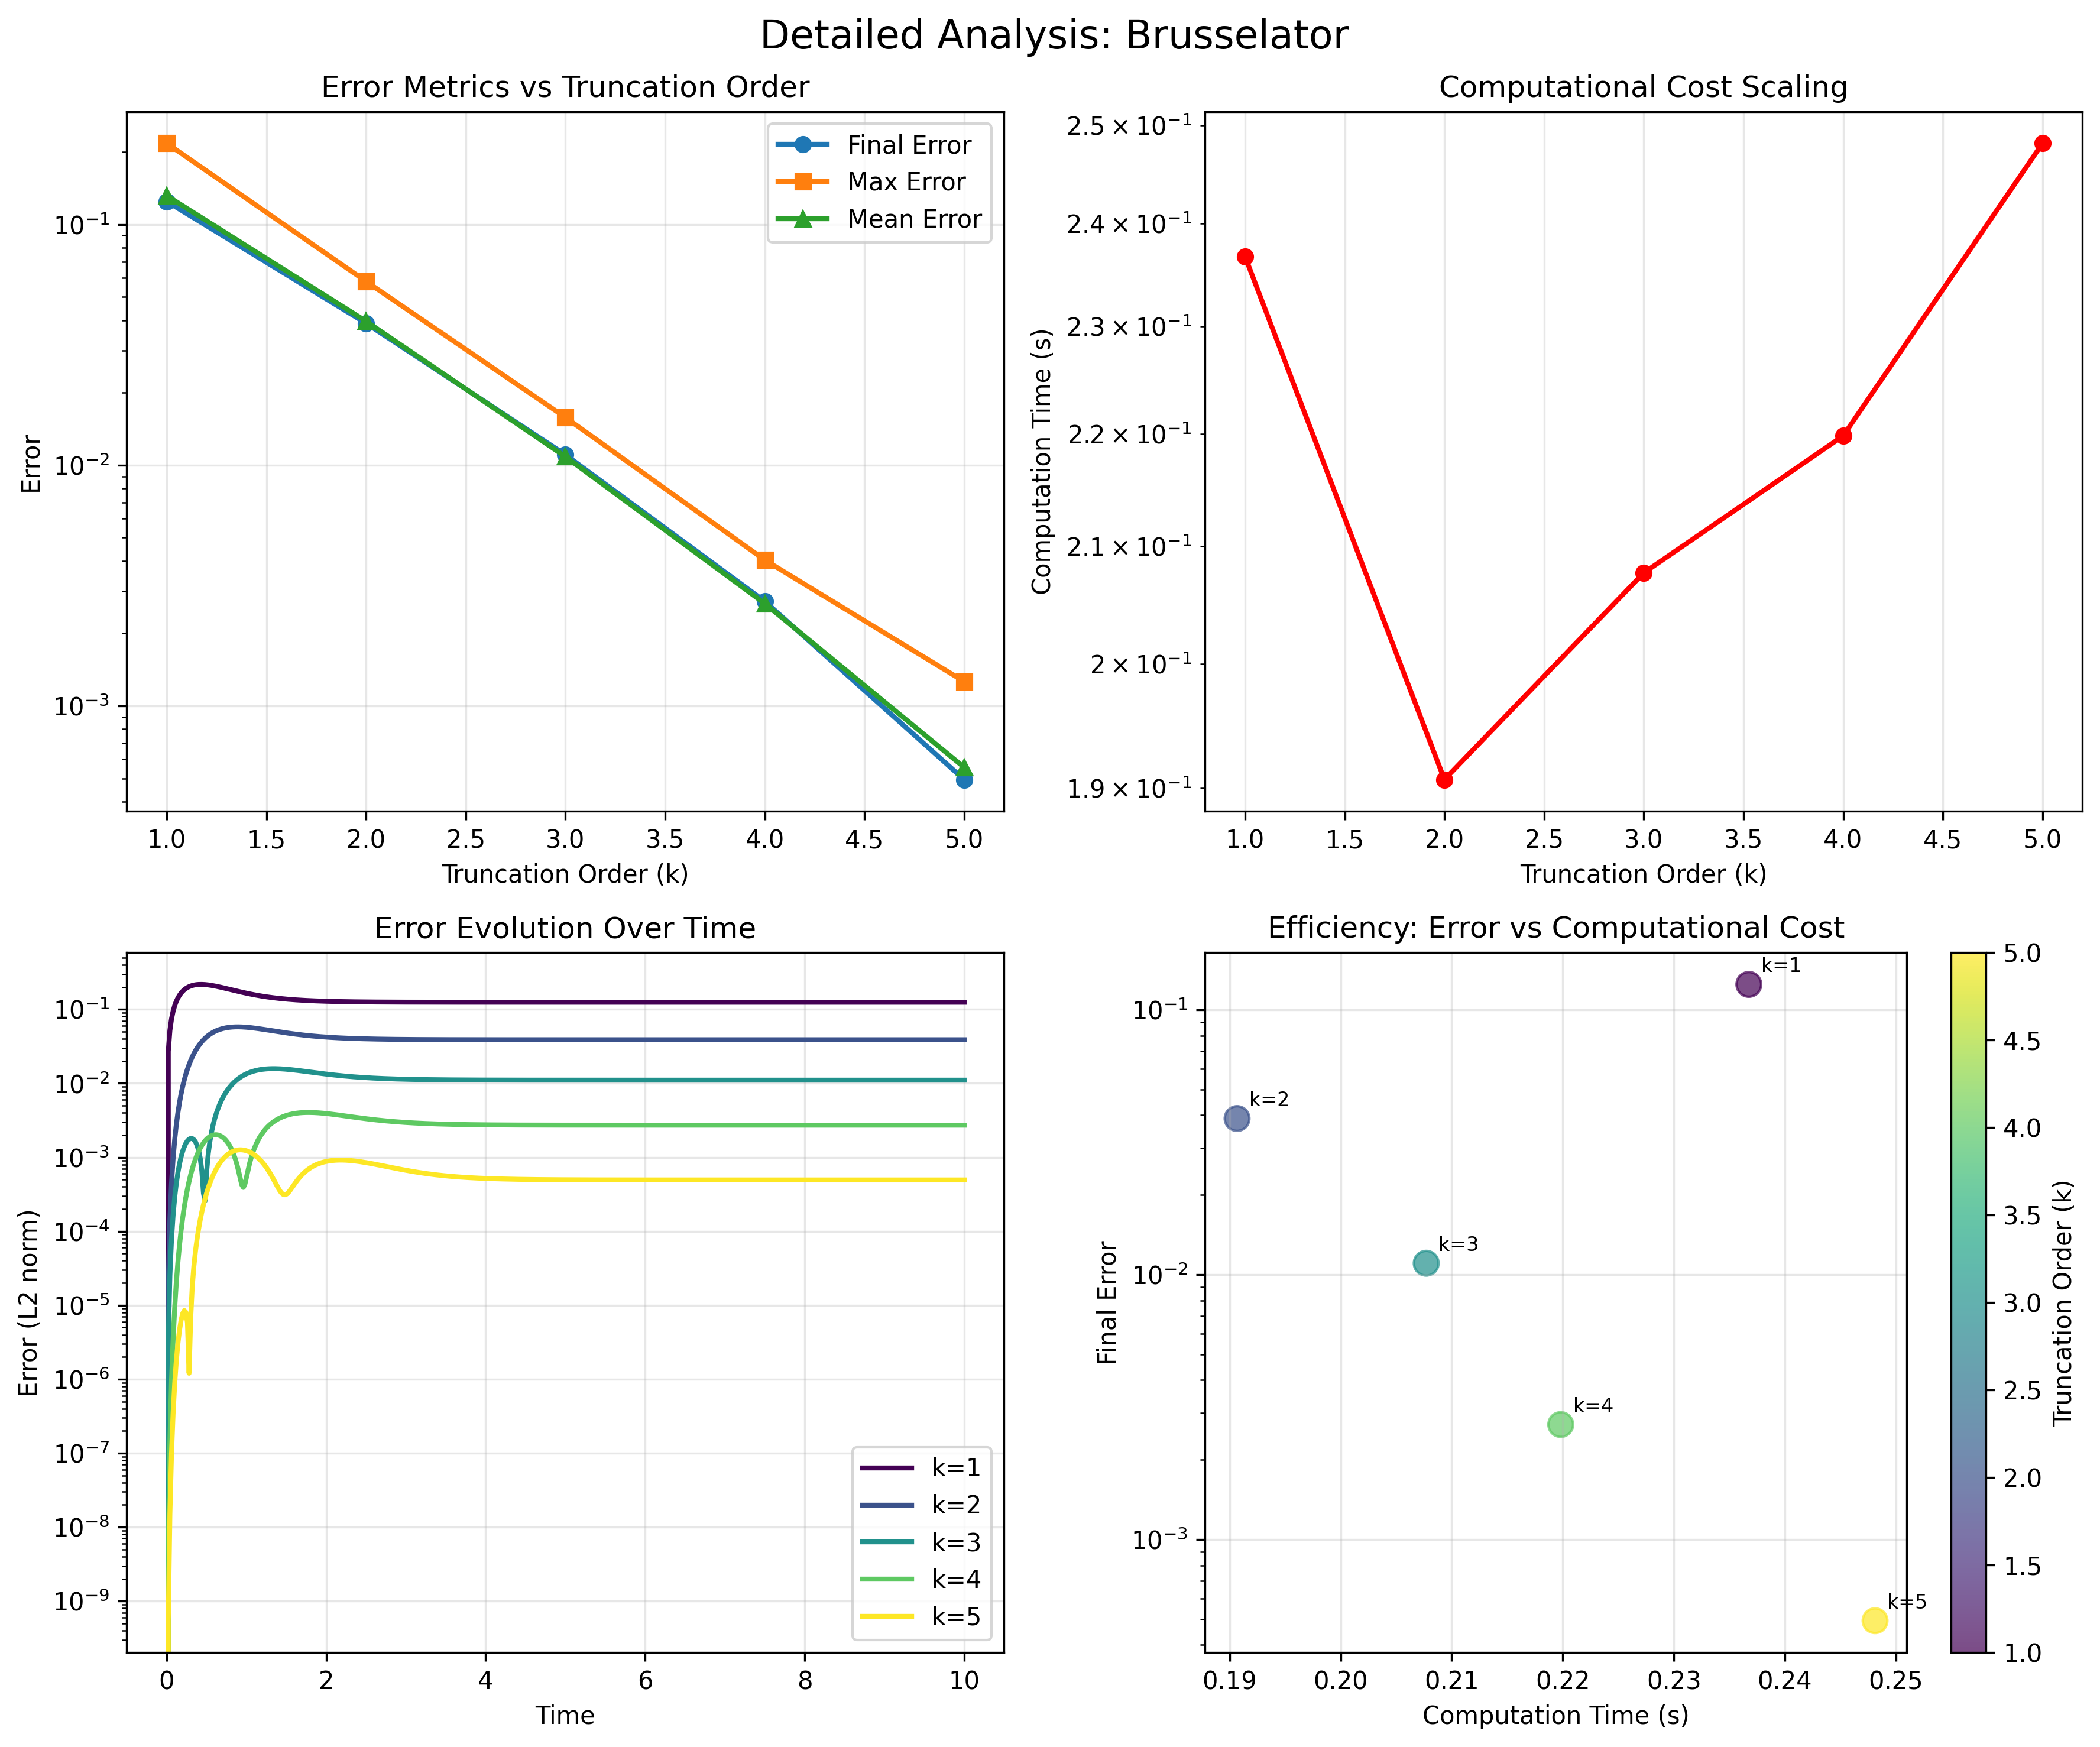 Detailed Analysis: Brusselator
Error Metrics vs Truncation Order
Error
10⁻¹
10⁻²
10⁻³
Final Error
Max Error
Mean Error
1.0 1.5 2.0 2.5 3.0 3.5 4.0 4.5 5.0
Truncation Order (k)
Computational Cost Scaling
Computation Time (s)
2.5 × 10⁻¹
2.4 × 10⁻¹
2.3 × 10⁻¹
2.2 × 10⁻¹
2.1 × 10⁻¹
2 × 10⁻¹
1.9 × 10⁻¹
1.0 1.5 2.0 2.5 3.0 3.5 4.0 4.5 5.0
Truncation Order (k)
Error Evolution Over Time
Error (L2 norm)
10⁻¹
10⁻²
10⁻³
10⁻⁴
10⁻⁵
10⁻⁶
10⁻⁷
10⁻⁸
10⁻⁹
k=1
k=2
k=3
k=4
k=5
0 2 4 6 8 10
Time
Efficiency: Error vs Computational Cost
Final Error
10⁻¹
10⁻²
10⁻³
k=1
k=2
k=3
k=4
k=5
0.19 0.20 0.21 0.22 0.23 0.24 0.25
Computation Time (s)
5.0
4.5
4.0
3.5
3.0
2.5
2.0
1.5
1.0
Truncation Order (k)